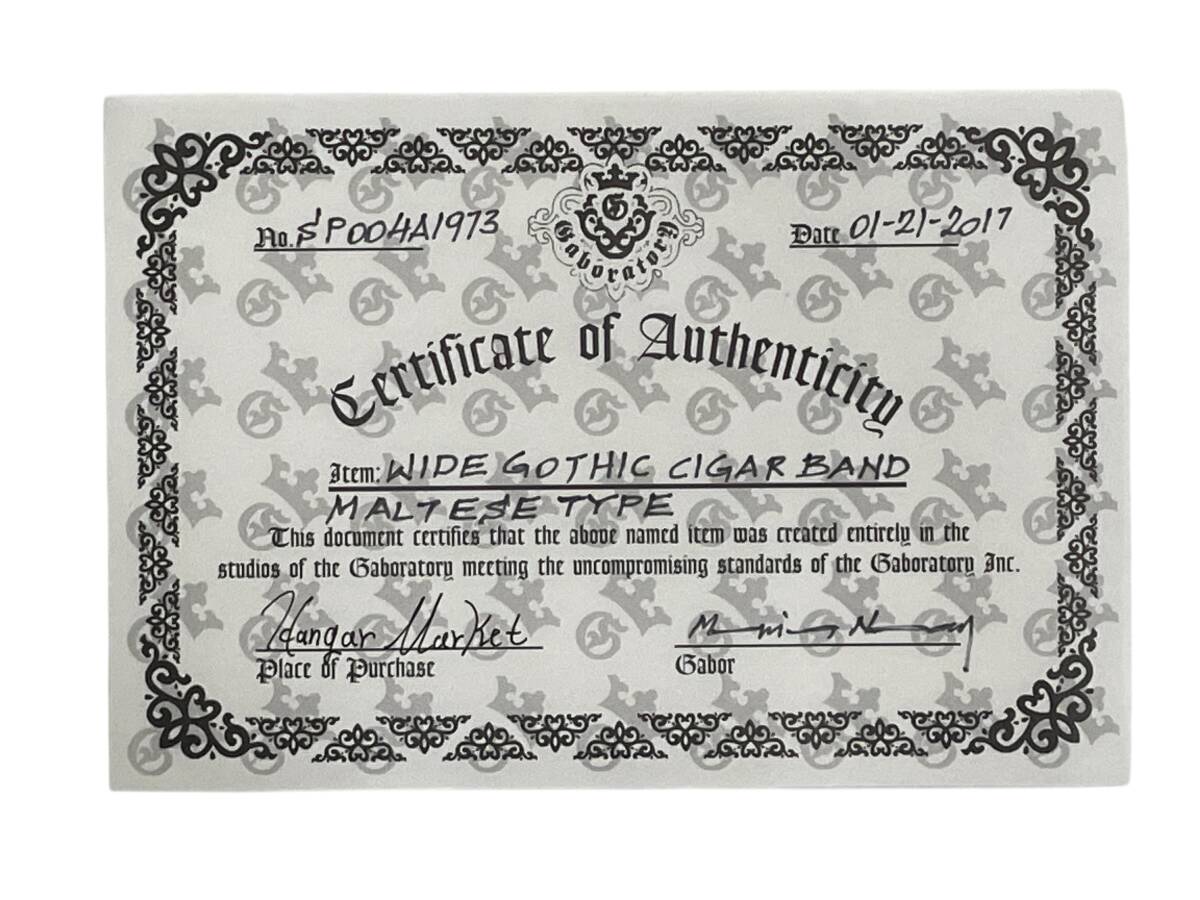 No. SP004A1973
G
Gaboratory
Date 01-21-2017
Certificate of Authenticity
Item: WIDE GOTHIC CIGAR BAND
MALTESE TYPE
This document certifies that the above named item was created entirely in the
studios of the Gaboratory meeting the uncompromising standards of the Gaboratory Inc.
Hangar Market
Place of Purchase
Gabor